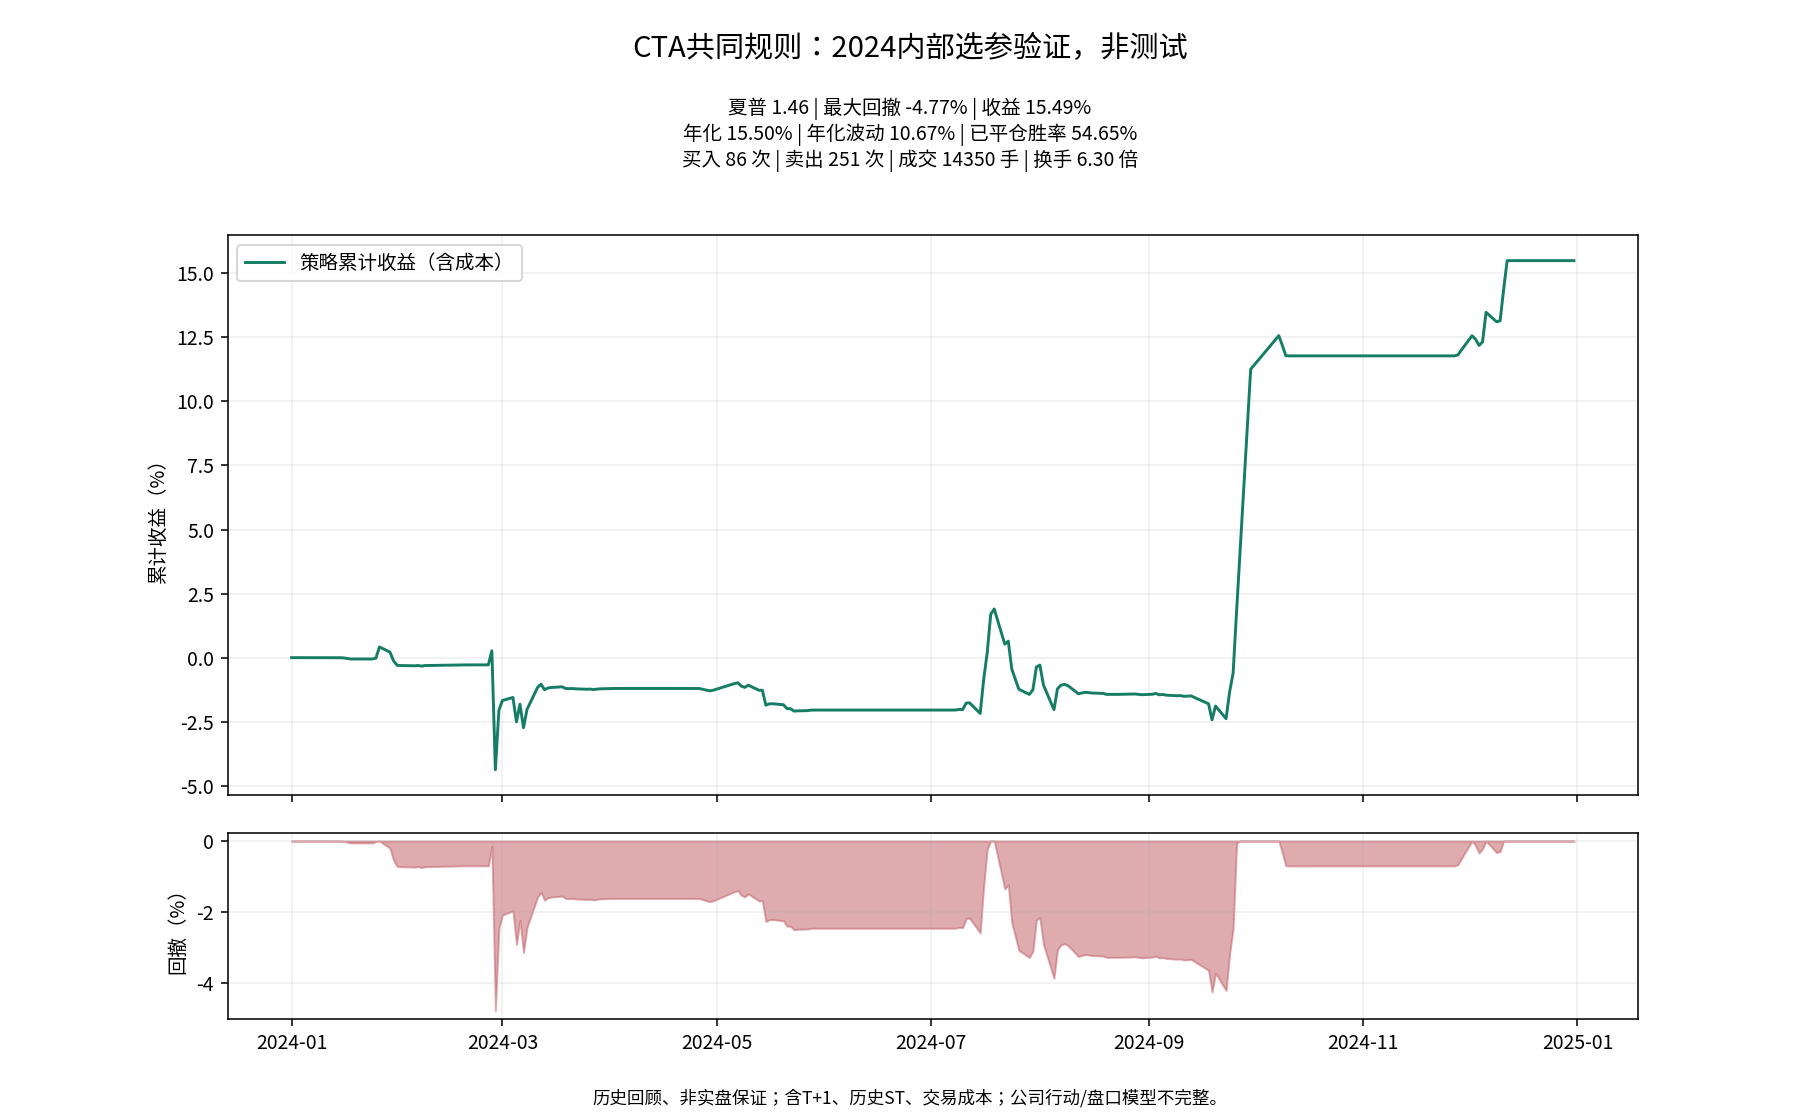 CTA共同规则：2024内部选参验证，非测试
夏普 1.46 | 最大回撤 -4.77% | 收益 15.49%
年化 15.50% | 年化波动 10.67% | 已平仓胜率 54.65%
买入 86 次 | 卖出 251 次 | 成交 14350 手 | 换手 6.30 倍
策略累计收益（含成本）
累计收益（%）
15.0
12.5
10.0
7.5
5.0
2.5
0.0
-2.5
-5.0
回撤（%）
0
-2
-4
2024-01
2024-03
2024-05
2024-07
2024-09
2024-11
2025-01
历史回顾、非实盘保证；含T+1、历史ST、交易成本；公司行动/盘口模型不完整。